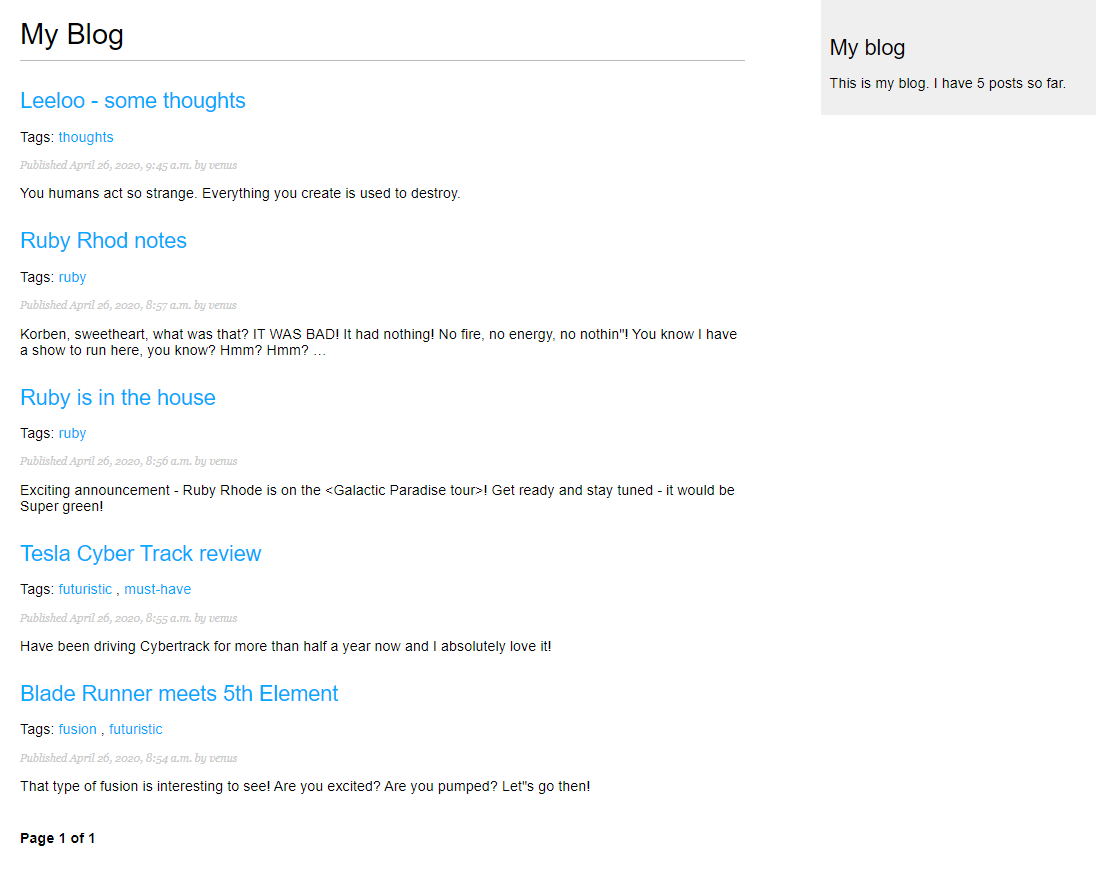 My Blog
Leeloo - some thoughts
Tags: thoughts
Published April 26, 2020, 9:45 a.m. by venus
You humans act so strange. Everything you create is used to destroy.
Ruby Rhod notes
Tags: ruby
Published April 26, 2020, 8:57 a.m. by venus
Korben, sweetheart, what was that? IT WAS BAD! It had nothing! No fire, no energy, no nothin"! You know I have
a show to run here, you know? Hmm? Hmm? …
Ruby is in the house
Tags: ruby
Published April 26, 2020, 8:56 a.m. by venus
Exciting announcement - Ruby Rhode is on the <Galactic Paradise tour>! Get ready and stay tuned - it would be
Super green!
Tesla Cyber Track review
Tags: futuristic , must-have
Published April 26, 2020, 8:55 a.m. by venus
Have been driving Cybertrack for more than half a year now and I absolutely love it!
Blade Runner meets 5th Element
Tags: fusion , futuristic
Published April 26, 2020, 8:54 a.m. by venus
That type of fusion is interesting to see! Are you excited? Are you pumped? Let"s go then!
Page 1 of 1
My blog
This is my blog. I have 5 posts so far.